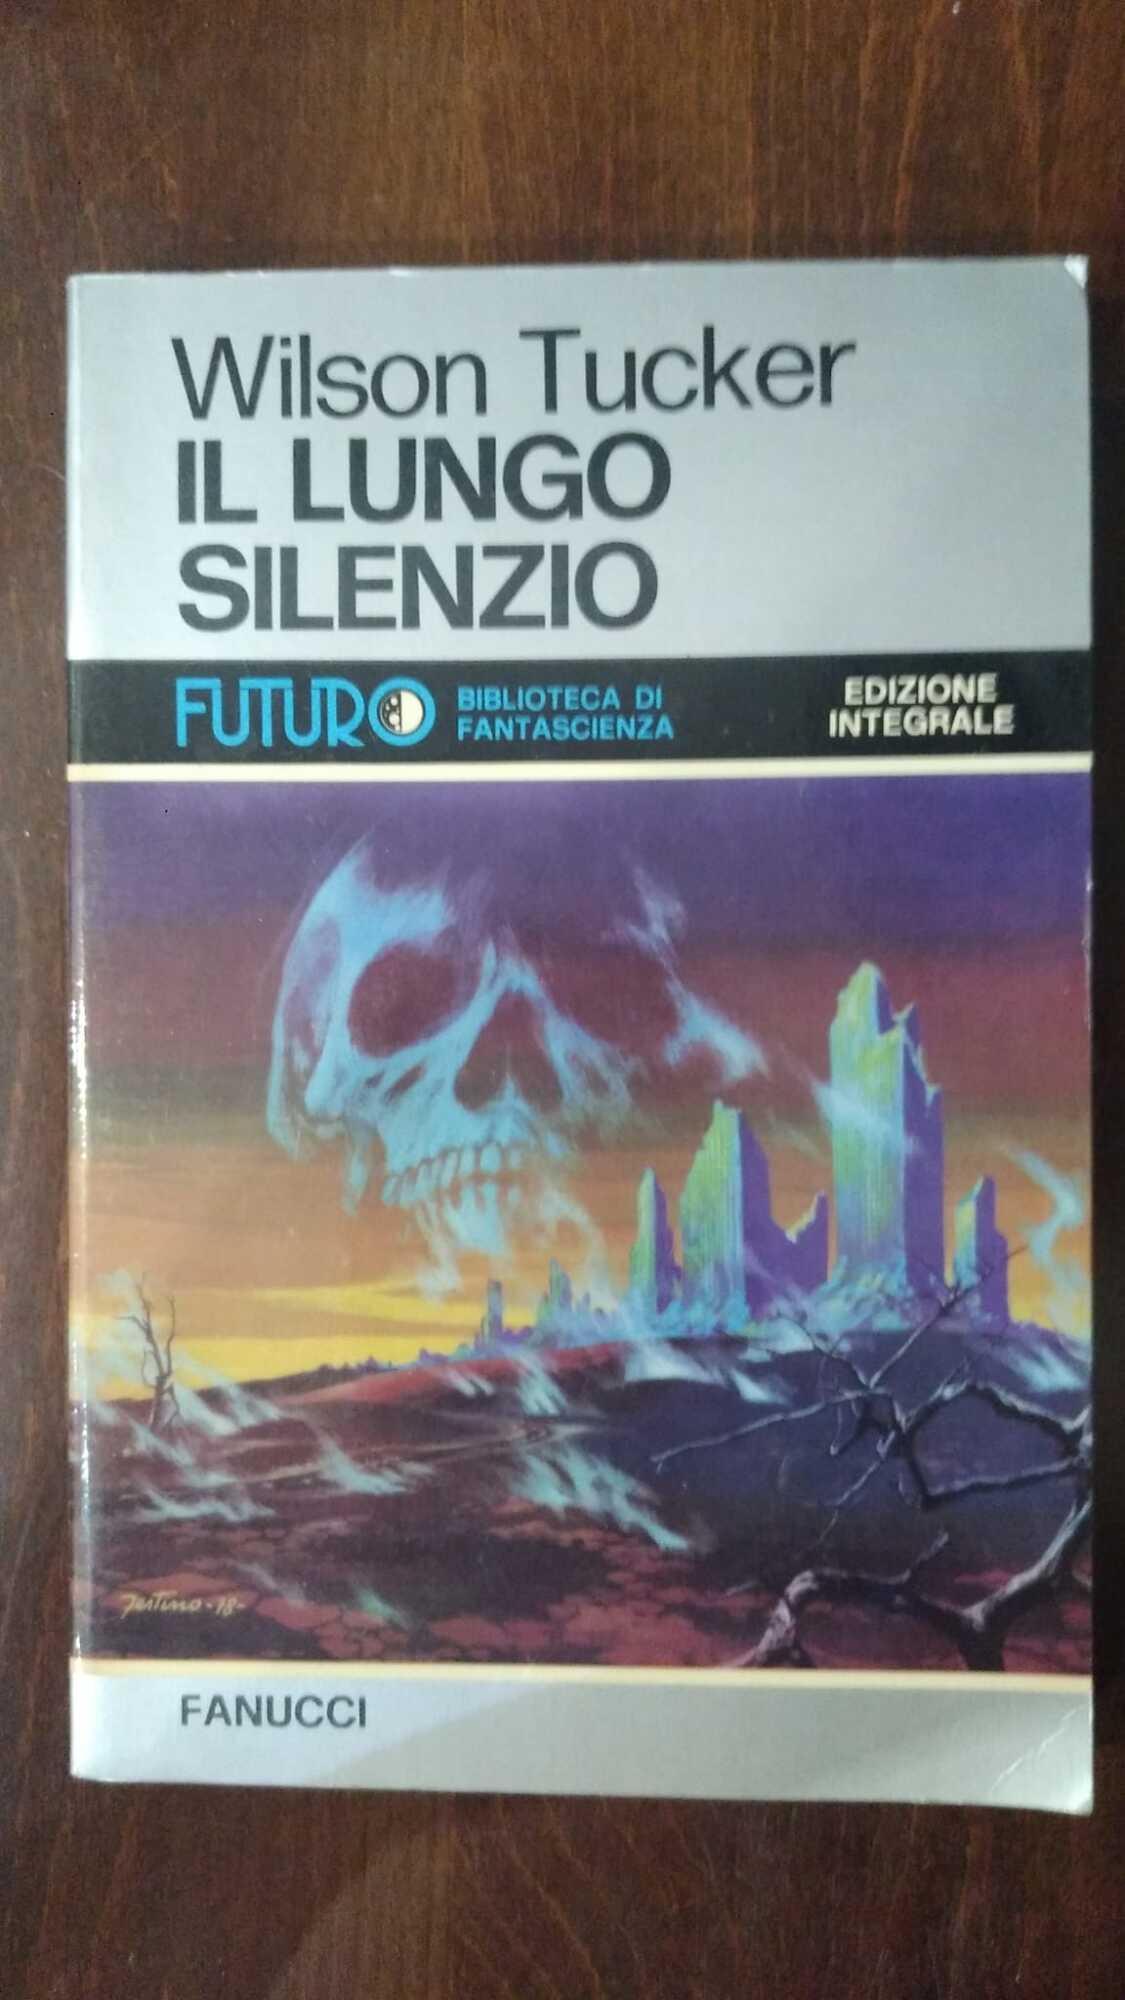 Wilson Tucker
IL LUNGO
SILENZIO
FUTURO
BIBLIOTECA DI
FANTASCIENZA
EDIZIONE
INTEGRALE
FANUCCI